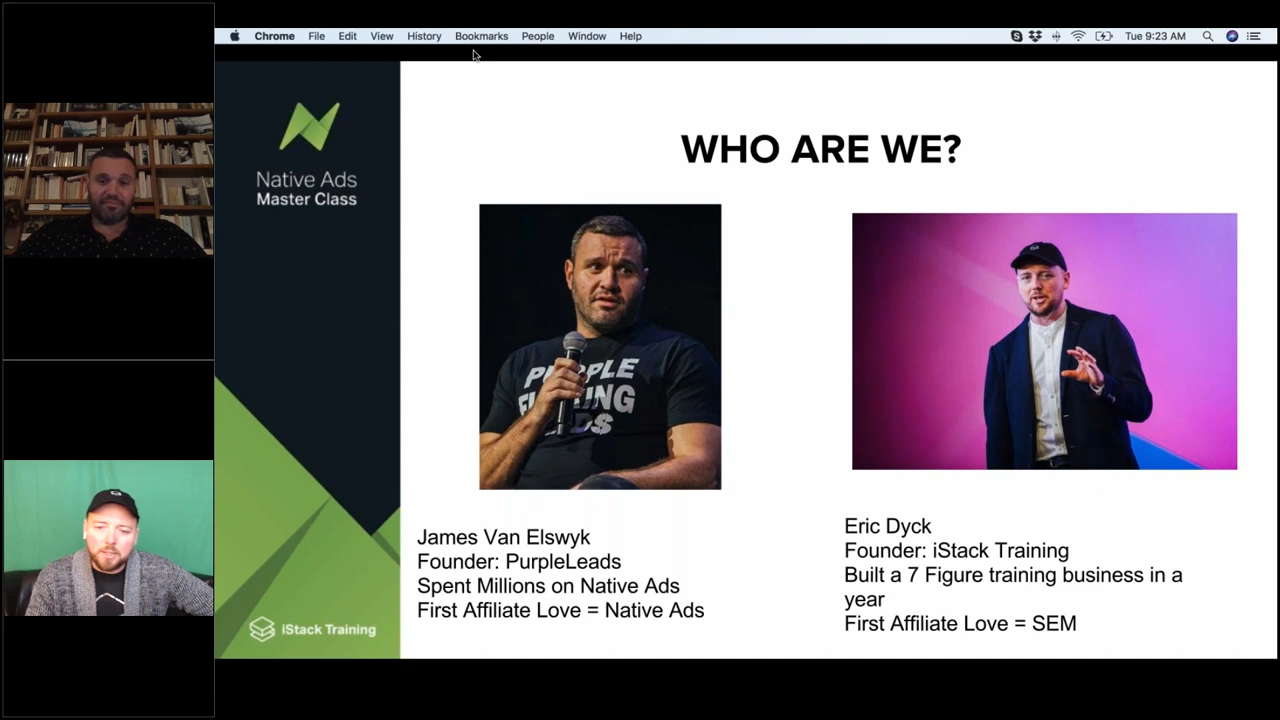 Chrome File Edit View History Bookmarks People Window Help
Tue 9:23 AM
Native Ads
Master Class
WHO ARE WE?
PURPLE
James Van Elswyk
Founder: PurpleLeads
Spent Millions on Native Ads
First Affiliate Love = Native Ads
Eric Dyck
Founder: iStack Training
Built a 7 Figure training business in a
year
First Affiliate Love = SEM
iStack Training